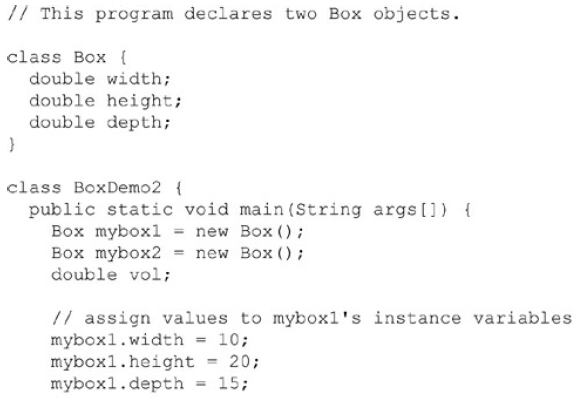 // This program declares two Box objects.
class Box {
double width;
double height;
double depth;
}
class BoxDemo2 {
public static void main(String args[]) {
Box mybox1 = new Box();
Box mybox2 = new Box();
double vol;
// assign values to mybox1's instance variables
mybox1.width = 10;
mybox1.height = 20;
mybox1.depth = 15;